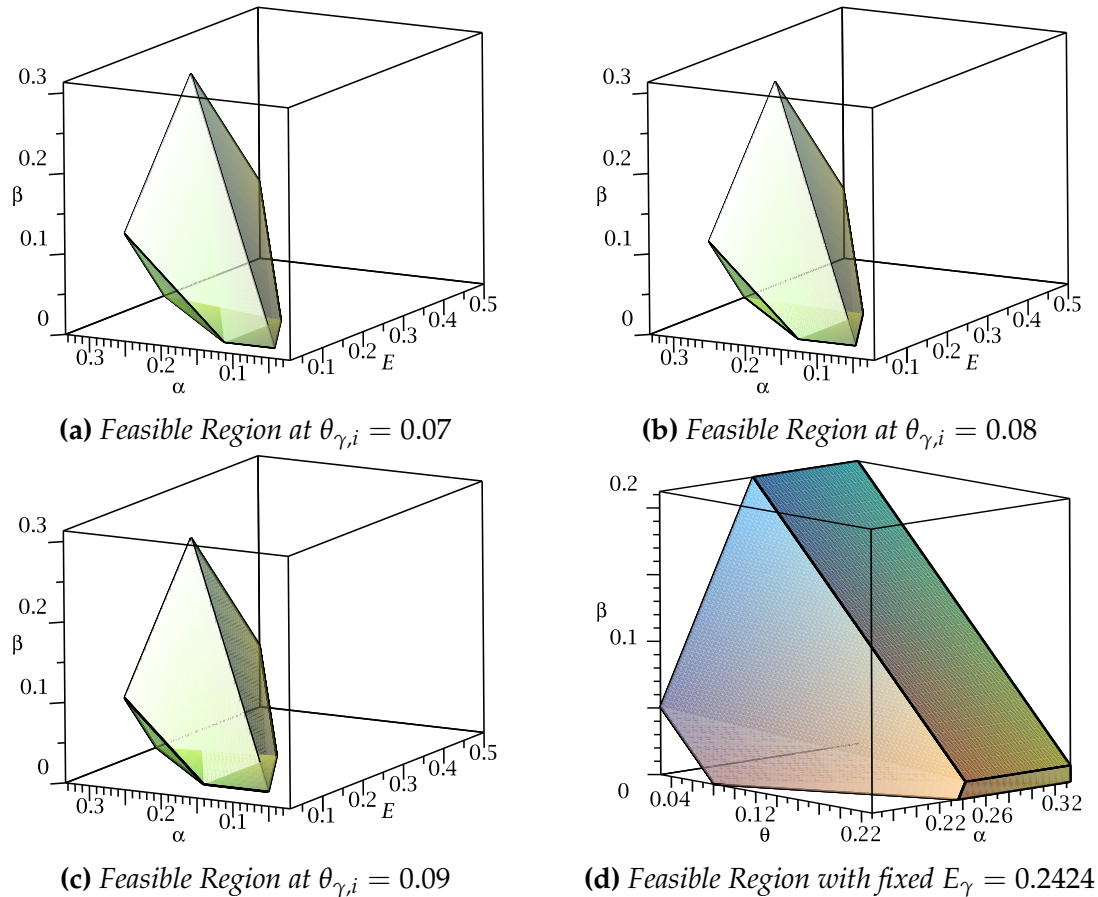 0.3
0.2
β
0.1
0
0.3
0.2
α
0.1
0.1
0.2
E
0.3
0.4
0.5
(a) Feasible Region at θγ,i = 0.07
0.3
0.2
β
0.1
0
0.3
0.2
α
0.1
0.1
0.2
E
0.3
0.4
0.5
(b) Feasible Region at θγ,i = 0.08
0.3
0.2
β
0.1
0
0.3
0.2
α
0.1
0.1
0.2
E
0.3
0.4
0.5
(c) Feasible Region at θγ,i = 0.09
0.2
β
0.1
0
0.04
0.12
θ
0.22
0.22
α
0.26
0.32
(d) Feasible Region with fixed Eγ = 0.2424